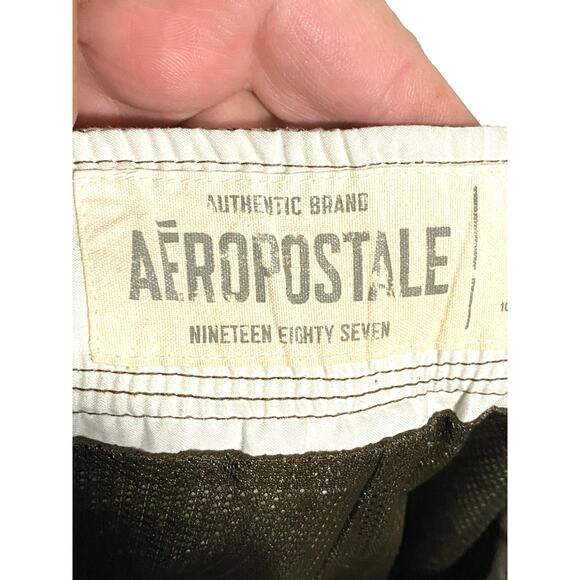 AUTHENTIC BRAND
AÉROPOSTALE
NINETEEN EIGHTY SEVEN